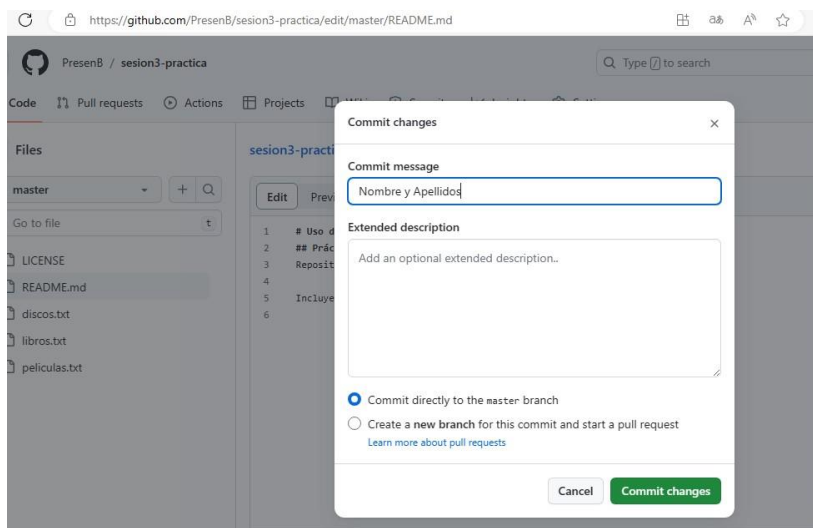 https://github.com/PresenB/sesion3-practica/edit/master/README.md
PresenB / sesion3-practica
Type / to search
Code Pull requests Actions Projects
Files
master
Go to file t
LICENSE
README.md
discos.txt
libros.txt
peliculas.txt
sesion3-practi
Edit Previ
1 # Uso d
2 ## Prác
3 Reposit
4
5 Incluye
6
Commit changes
Commit message
Nombre y Apellidos
Extended description
Add an optional extended description..
Commit directly to the master branch
Create a new branch for this commit and start a pull request
Learn more about pull requests
Cancel Commit changes